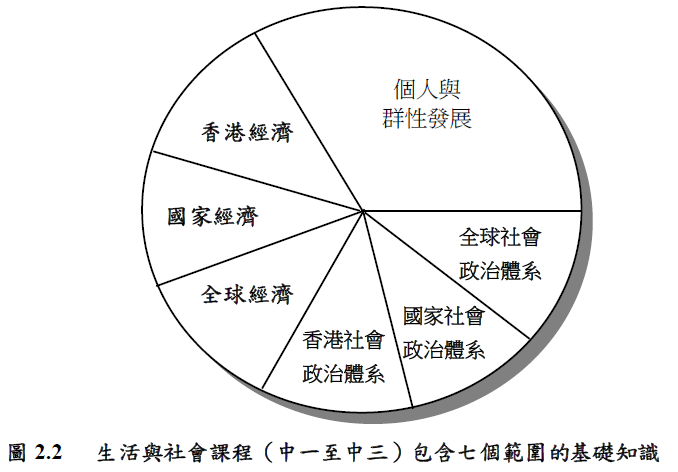 個人與
群性發展
香港經濟
國家經濟
全球經濟
香港社會
政治體系
國家社會
政治體系
全球社會
政治體系
圖 2.2 生活與社會課程（中一至中三）包含七個範圍的基礎知識